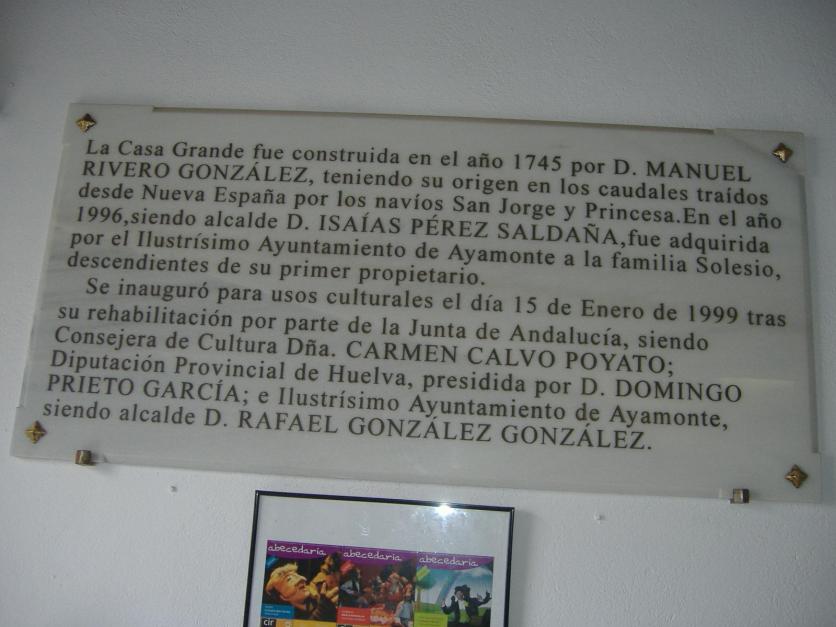 La Casa Grande fue construida en el año 1745 por D. MANUEL
RIVERO GONZÁLEZ, teniendo su origen en los caudales traídos
desde Nueva España por los navíos San Jorge y Princesa.En el año
1996,siendo alcalde D. ISAÍAS PÉREZ SALDAÑA,fue adquirida
por el Ilustrísimo Ayuntamiento de Ayamonte a la familia Solesio,
descendientes de su primer propietario.
Se inauguró para usos culturales el día 15 de Enero de 1999 tras
su rehabilitación por parte de la Junta de Andalucía, siendo
Consejera de Cultura Dña. CARMEN CALVO POYATO;
Diputación Provincial de Huelva, presidida por D. DOMINGO
PRIETO GARCÍA; e Ilustrísimo Ayuntamiento de Ayamonte,
siendo alcalde D. RAFAEL GONZÁLEZ GONZÁLEZ.
abecedaria abecedaria abecedaria
cir